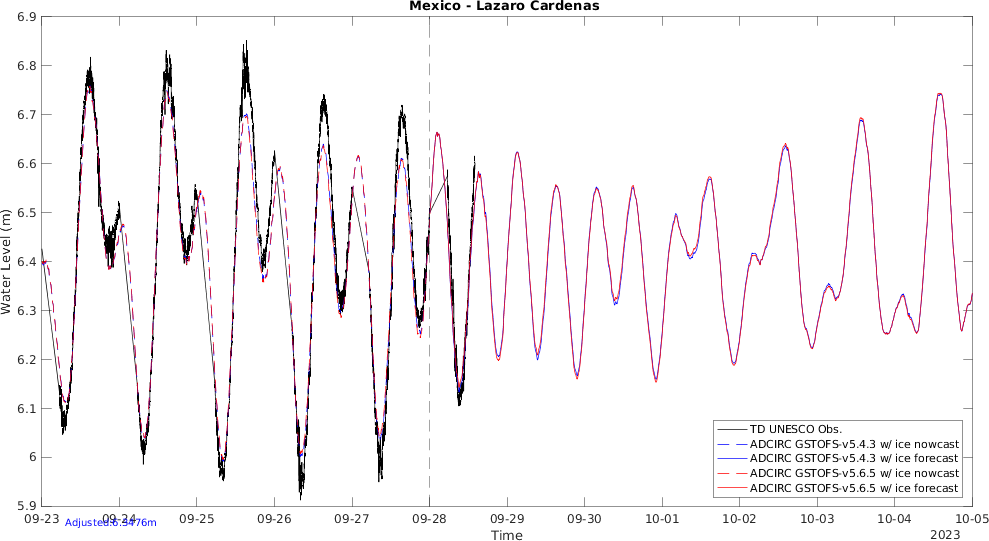 Mexico - Lazaro Cardenas
6.9
6.8
6.7
6.6
6.5
6.4
6.3
6.2
6.1
6
5.9
Water Level (m)
TD UNESCO Obs.
ADCIRC GSTOFS-v5.4.3 w/ ice nowcast
ADCIRC GSTOFS-v5.4.3 w/ ice forecast
ADCIRC GSTOFS-v5.6.5 w/ ice nowcast
ADCIRC GSTOFS-v5.6.5 w/ ice forecast
09-23 09-24 09-25 09-26 09-27 09-28 09-29 09-30 10-01 10-02 10-03 10-04 10-05
Time
2023